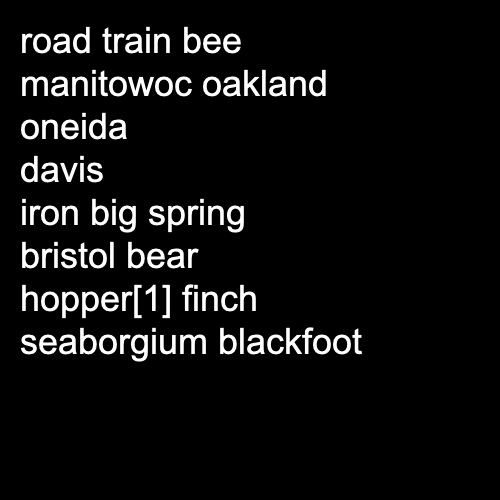 road train bee
manitowoc oakland
oneida
davis
iron big spring
bristol bear
hopper[1] finch
seaborgium blackfoot